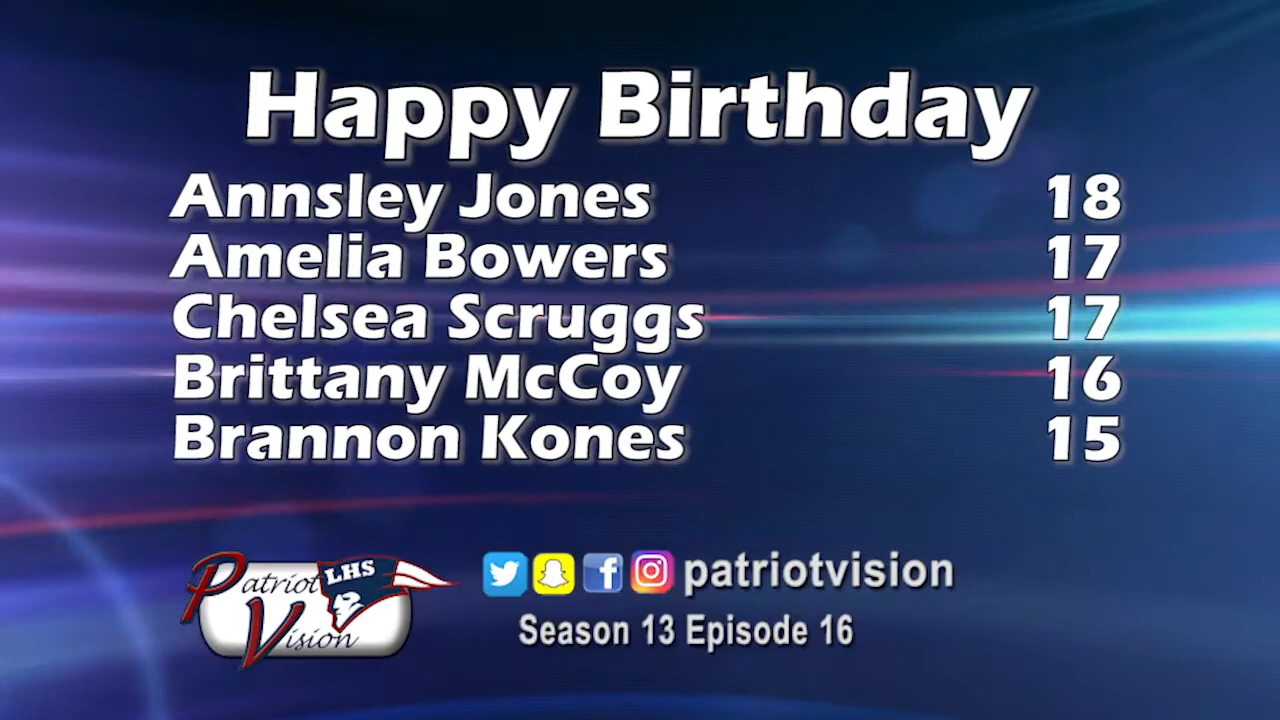 Happy Birthday
Annsley Jones 18
Amelia Bowers 17
Chelsea Scruggs 17
Brittany McCoy 16
Brannon Kones 15
Patriot LHS
Vision
patriotvision
Season 13 Episode 16